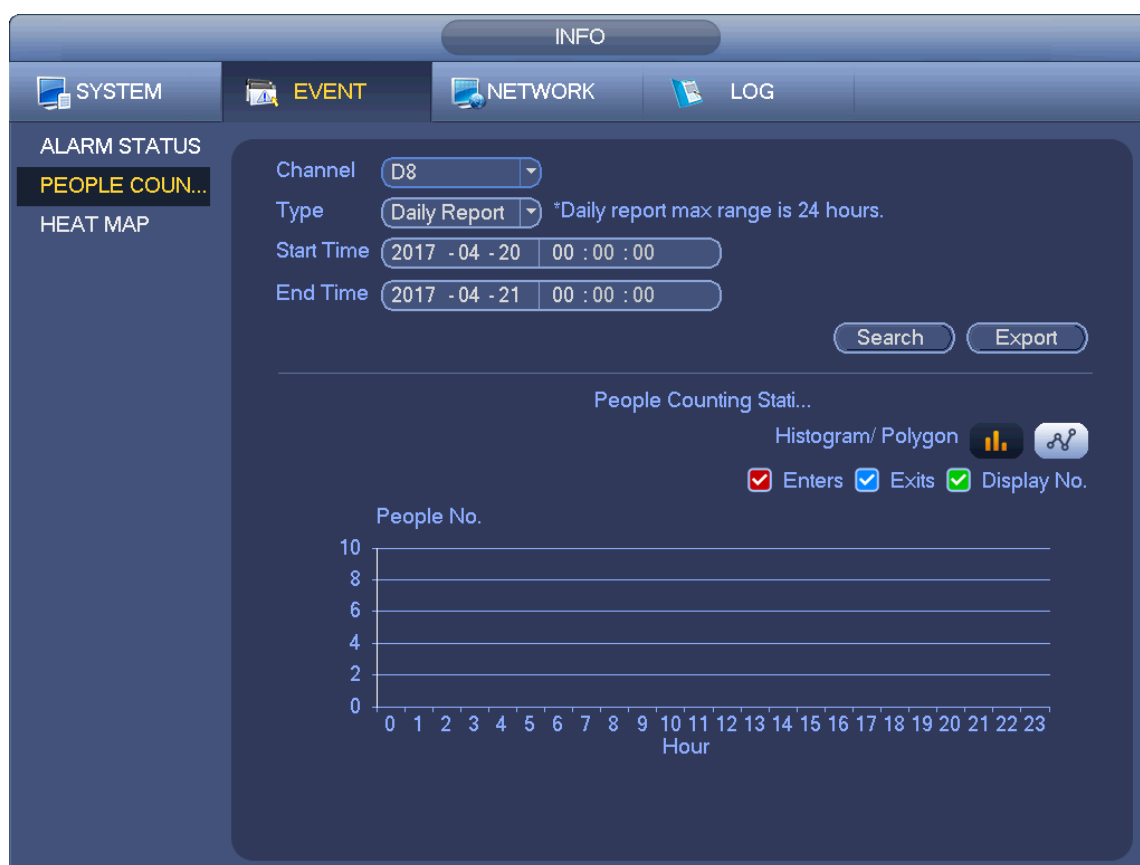 INFO
SYSTEM EVENT NETWORK LOG
ALARM STATUS
PEOPLE COUN...
HEAT MAP
Channel D8
Type Daily Report *Daily report max range is 24 hours.
Start Time 2017 - 04 - 20 00 : 00 : 00
End Time 2017 - 04 - 21 00 : 00 : 00
Search Export
People Counting Stati...
Histogram/ Polygon
Enters Exits Display No.
People No.
10
8
6
4
2
0
0 1 2 3 4 5 6 7 8 9 10 11 12 13 14 15 16 17 18 19 20 21 22 23
Hour